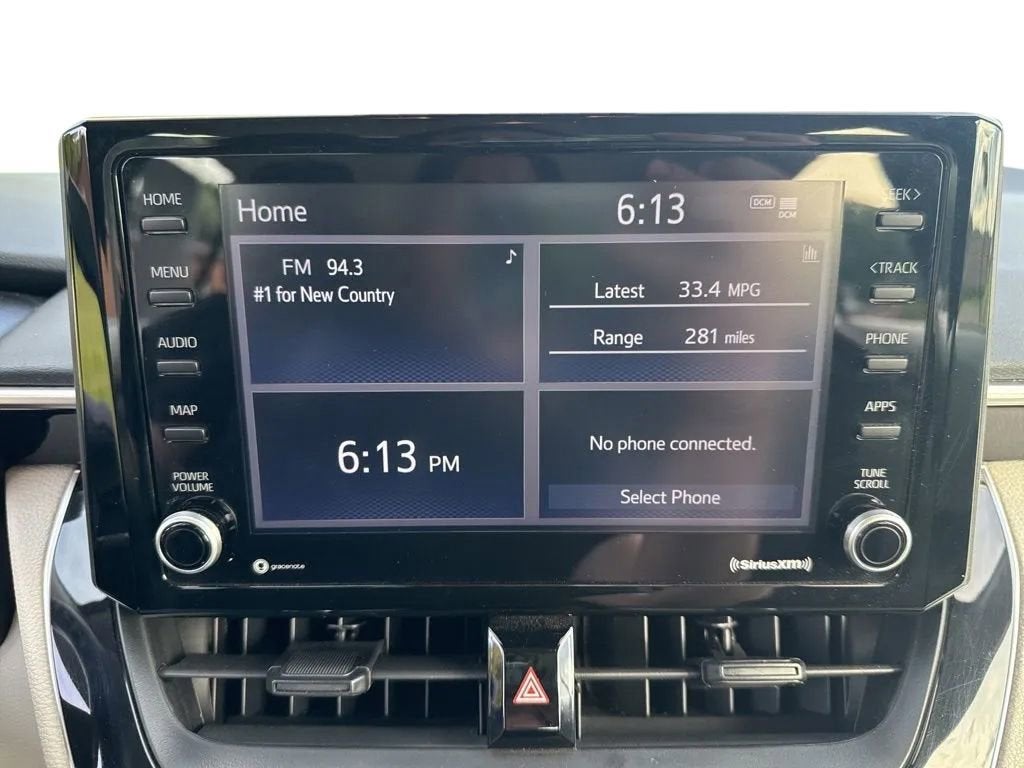 HOME
MENU
AUDIO
MAP
POWER
VOLUME
Home
6:13
DCM
DCM
FM 94.3
#1 for New Country
Latest 33.4 MPG
Range 281 miles
6:13 PM
No phone connected.
Select Phone
SEEK >
< TRACK
PHONE
APPS
TUNE
SCROLL
gracenote
((SiriusXM))